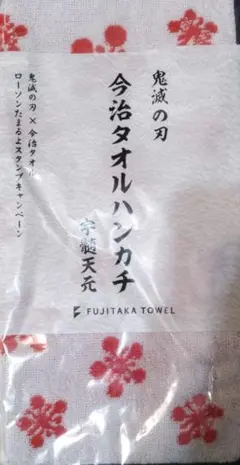 鬼滅の刃
今治タオルハンカチ
宇髄天元
鬼滅の刃×今治タオル
ローソンたまるよスタンプキャンペーン
FUJITAKA TOWEL